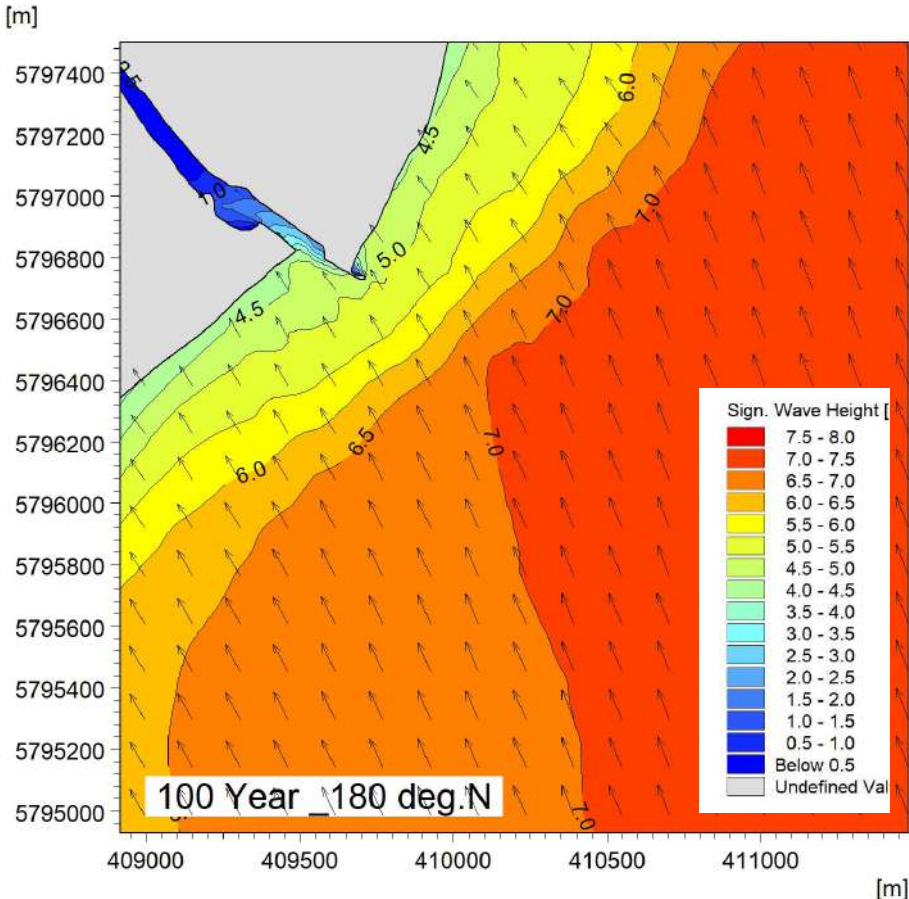 [m]
5797400
5797200
5797000
5796800
5796600
5796400
5796200
5796000
5795800
5795600
5795400
5795200
5795000
6.0
4.5
7.0
5.0
4.5
7.0
7.0
6.5
6.0
7.0
Sign. Wave Height [
7.5 - 8.0
7.0 - 7.5
6.5 - 7.0
6.0 - 6.5
5.5 - 6.0
5.0 - 5.5
4.5 - 5.0
4.0 - 4.5
3.5 - 4.0
3.0 - 3.5
2.5 - 3.0
2.0 - 2.5
1.5 - 2.0
1.0 - 1.5
0.5 - 1.0
Below 0.5
Undefined Val
100 Year _180 deg.N
409000 409500 410000 410500 411000
[m]